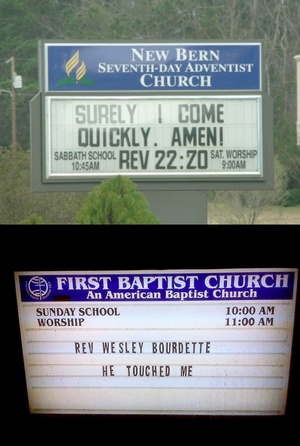 NEW BERN
SEVENTH-DAY ADVENTIST
CHURCH
SURELY I COME
QUICKLY. AMEN!
SABBATH SCHOOL REV 22:20 SAT. WORSHIP
10:45AM 9:00AM
FIRST BAPTIST CHURCH
An American Baptist Church
SUNDAY SCHOOL 10:00 AM
WORSHIP 11:00 AM
REV WESLEY BOURDETTE
HE TOUCHED ME